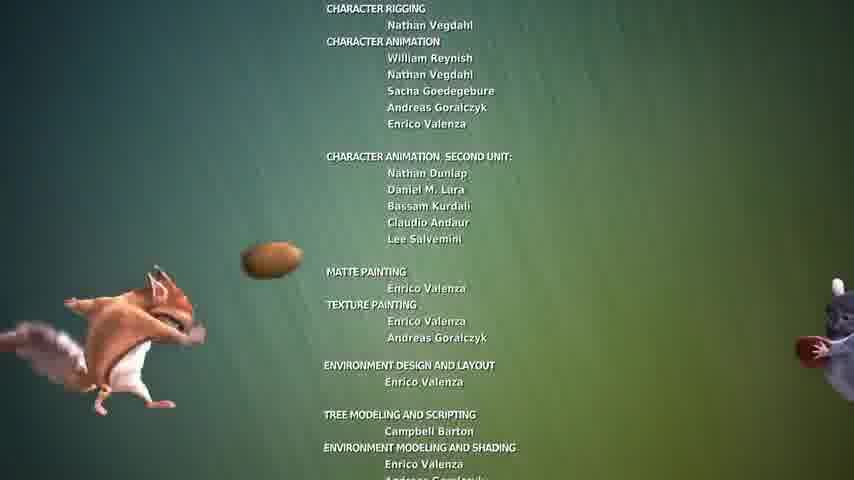 CHARACTER RIGGING
Nathan Vegdahl
CHARACTER ANIMATION
William Reynish
Nathan Vegdahl
Sacha Goedegebure
Andreas Goralczyk
Enrico Valenza
CHARACTER ANIMATION, SECOND UNIT:
Nathan Dunlap
Daniel M. Lara
Bassam Kurdali
Claudio Andaur
Lee Salvemini
MATTE PAINTING
Enrico Valenza
TEXTURE PAINTING
Enrico Valenza
Andreas Goralczyk
ENVIRONMENT DESIGN AND LAYOUT
Enrico Valenza
TREE MODELING AND SCRIPTING
Campbell Barton
ENVIRONMENT MODELING AND SHADING
Enrico Valenza
Andreas Goralczyk